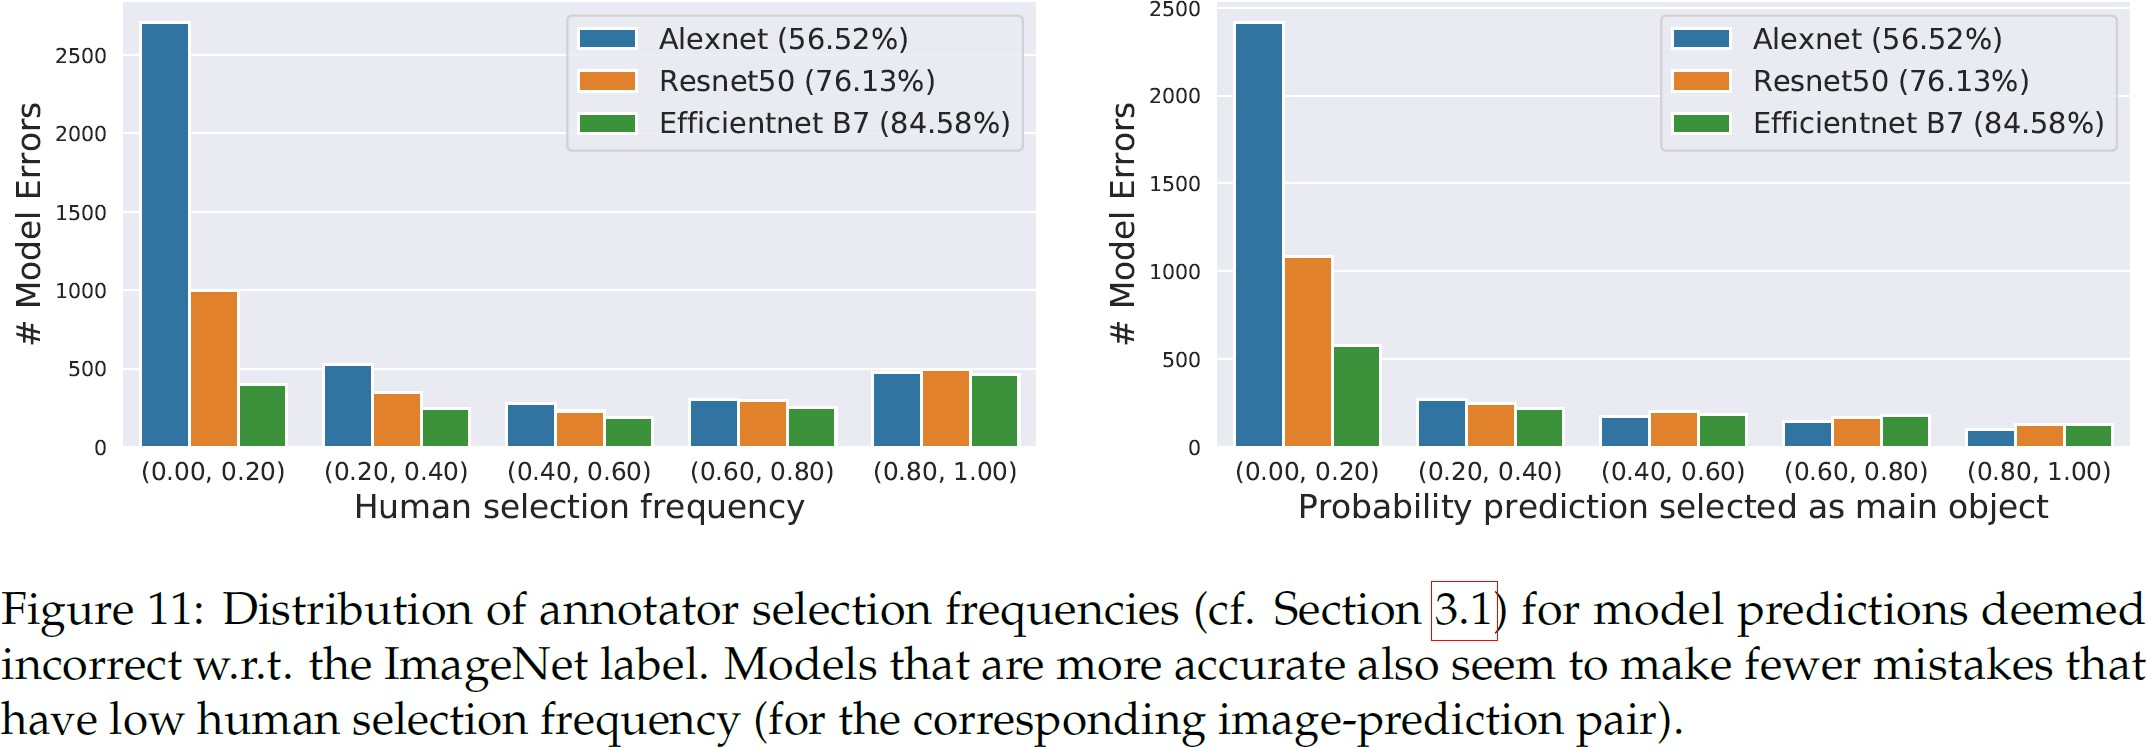 2500
2000
1500
1000
500
0
# Model Errors
Alexnet (56.52%)
Resnet50 (76.13%)
Efficientnet B7 (84.58%)
(0.00, 0.20) (0.20, 0.40) (0.40, 0.60) (0.60, 0.80) (0.80, 1.00)
Human selection frequency
2500
2000
1500
1000
500
0
# Model Errors
Alexnet (56.52%)
Resnet50 (76.13%)
Efficientnet B7 (84.58%)
(0.00, 0.20) (0.20, 0.40) (0.40, 0.60) (0.60, 0.80) (0.80, 1.00)
Probability prediction selected as main object
Figure 11: Distribution of annotator selection frequencies (cf. Section 3.1) for model predictions deemed
incorrect w.r.t. the ImageNet label. Models that are more accurate also seem to make fewer mistakes that
have low human selection frequency (for the corresponding image-prediction pair).